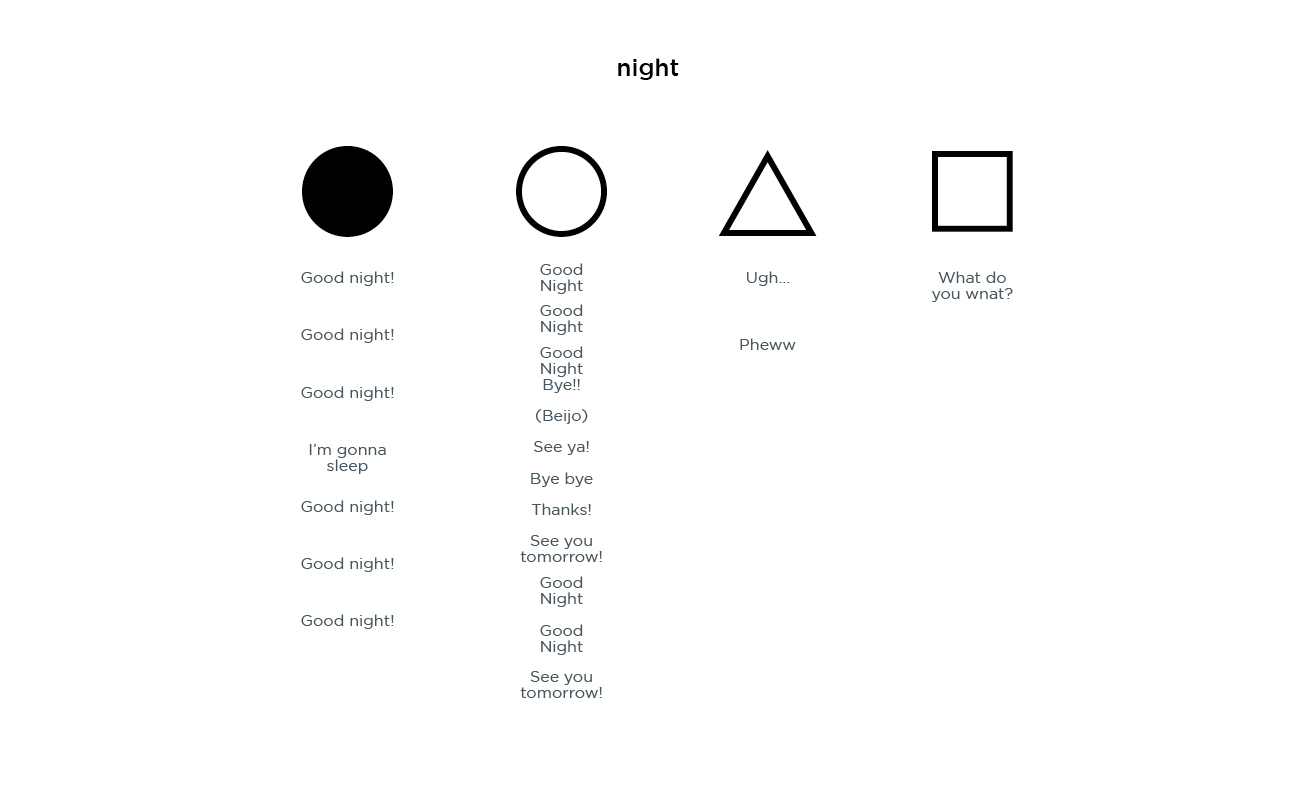 night
Good night!
Good night!
Good night!
I'm gonna
sleep
Good night!
Good night!
Good night!
Good
Night
Good
Night
Good
Night
Bye!!
(Beijo)
See ya!
Bye bye
Thanks!
See you
tomorrow!
Good
Night
Good
Night
See you
tomorrow!
Ugh...
Pheww
What do
you wnat?